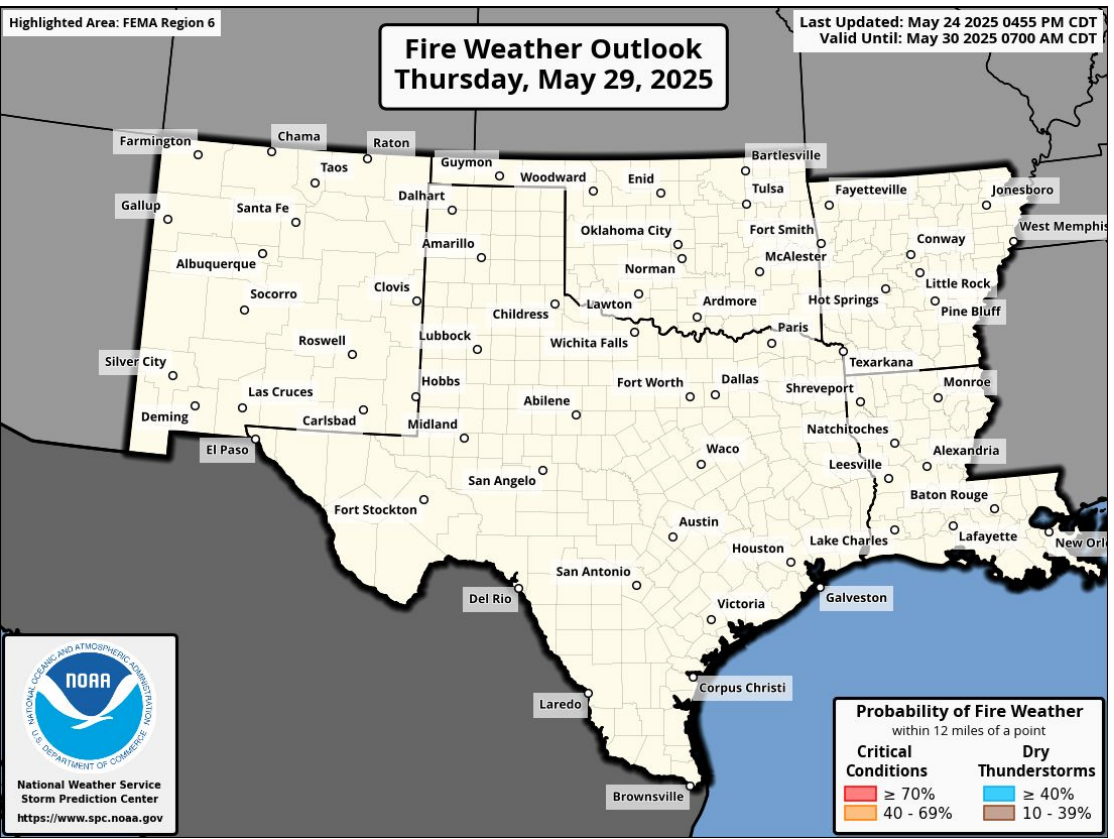 Highlighted Area: FEMA Region 6
Last Updated: May 24 2025 0455 PM CDT
Valid Until: May 30 2025 0700 AM CDT
Fire Weather Outlook
Thursday, May 29, 2025
Farmington
Chama
Raton
Taos
Guymon
Woodward
Enid
Bartlesville
Tulsa
Fayetteville
Jonesboro
Gallup
Santa Fe
Dalhart
West Memphis
Oklahoma City
Fort Smith
Amarillo
Conway
Albuquerque
Norman
McAlester
Socorro
Clovis
Little Rock
Childress
Lawton
Ardmore
Hot Springs
Pine Bluff
Roswell
Lubbock
Wichita Falls
Paris
Silver City
Texarkana
Hobbs
Fort Worth
Dallas
Shreveport
Monroe
Las Cruces
Abilene
Deming
Carlsbad
Midland
Natchitoches
El Paso
Waco
Alexandria
San Angelo
Leesville
Fort Stockton
Baton Rouge
Austin
Lake Charles
Lafayette
New Orl
Houston
San Antonio
Del Rio
Victoria
Galveston
Laredo
Corpus Christi
Brownsville
NATIONAL OCEANIC AND ATMOSPHERIC ADMINISTRATION
NOAA
U.S. DEPARTMENT OF COMMERCE
National Weather Service
Storm Prediction Center
https://www.spc.noaa.gov
Probability of Fire Weather
within 12 miles of a point
Critical
Conditions
≥ 70%
40 - 69%
Dry
Thunderstorms
≥ 40%
10 - 39%